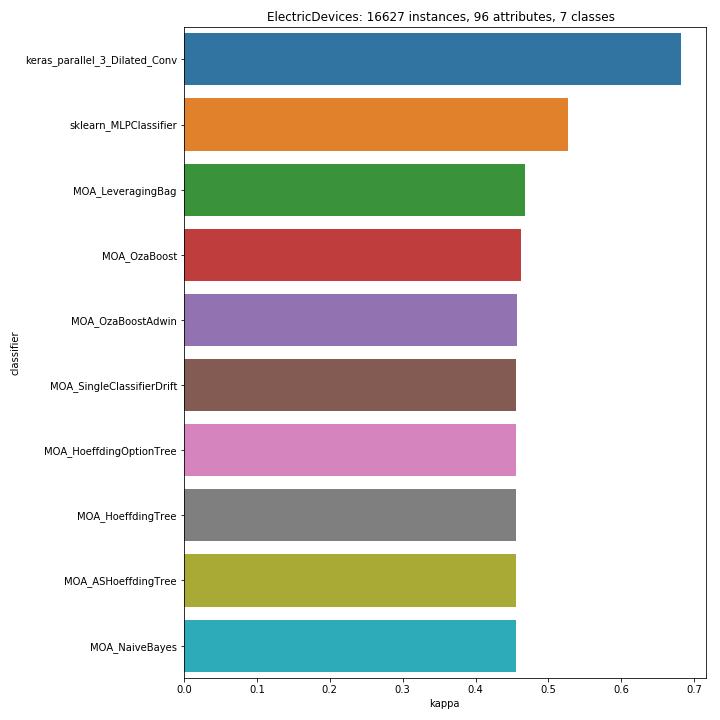 ElectricDevices: 16627 instances, 96 attributes, 7 classes
classifier
keras_parallel_3_Dilated_Conv
sklearn_MLPClassifier
MOA_LeveragingBag
MOA_OzaBoost
MOA_OzaBoostAdwin
MOA_SingleClassifierDrift
MOA_HoeffdingOptionTree
MOA_HoeffdingTree
MOA_ASHoeffdingTree
MOA_NaiveBayes
0.0 0.1 0.2 0.3 0.4 0.5 0.6 0.7
kappa